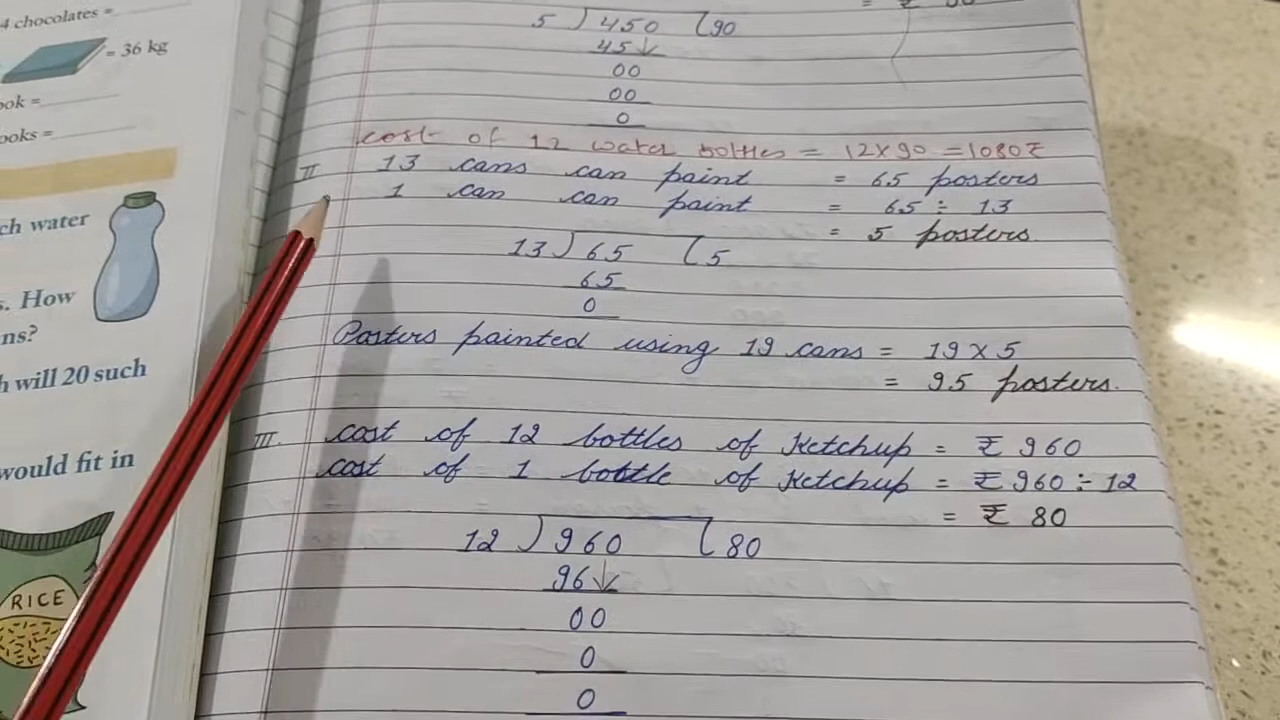 4 chocolates =
= 36 kg
ook =
ooks =
ch water
s. How
ns?
h will 20 such
would fit in
RICE
5 ) 450 ( 90
45↓
00
00
0
cost of 12 water bottles = 12×90 = 1080₹
II 13 cans can paint = 65 posters
1 can can paint = 65 ÷ 13
= 5 posters
13 ) 65 ( 5
65
0
Posters painted using 19 cans = 19 × 5
= 95 posters.
III. cost of 12 bottles of Ketchup = ₹ 960
cost of 1 bottle of Ketchup = ₹ 960 ÷ 12
= ₹ 80
12 ) 960 ( 80
96↓
00
0
0